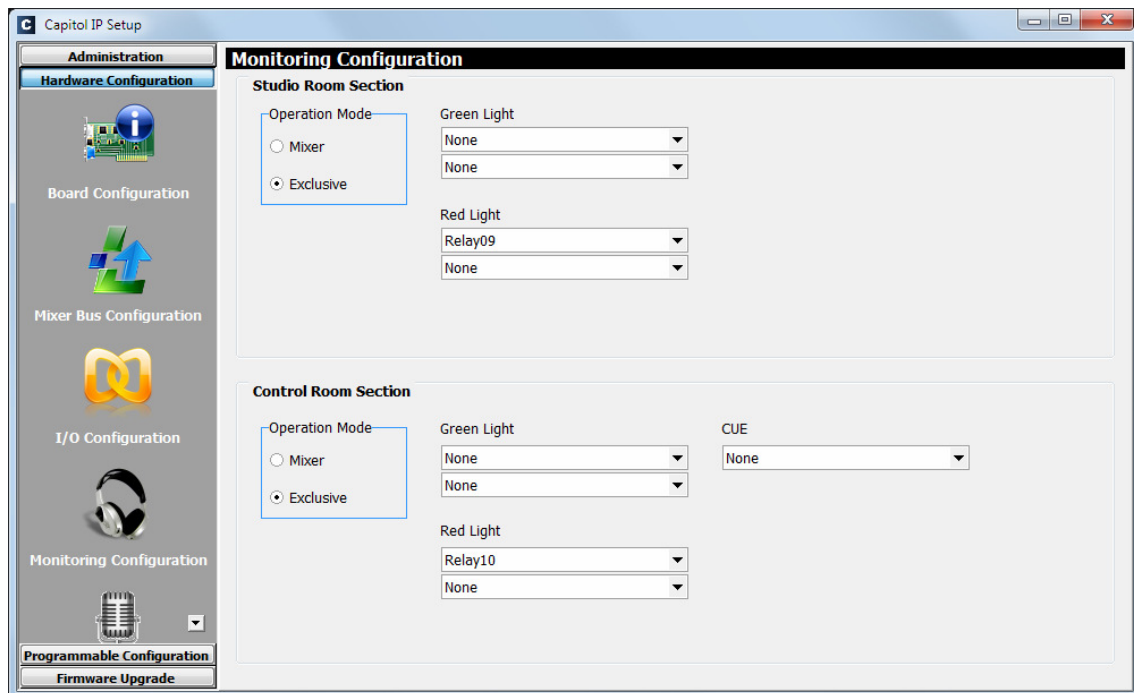 C Capitol IP Setup
Administration
Hardware Configuration
Board Configuration
Mixer Bus Configuration
I/O Configuration
Monitoring Configuration
Programmable Configuration
Firmware Upgrade
Monitoring Configuration
Studio Room Section
Operation Mode
Mixer
Exclusive
Green Light
None
None
Red Light
Relay09
None
Control Room Section
Operation Mode
Mixer
Exclusive
Green Light
None
None
CUE
None
Red Light
Relay10
None